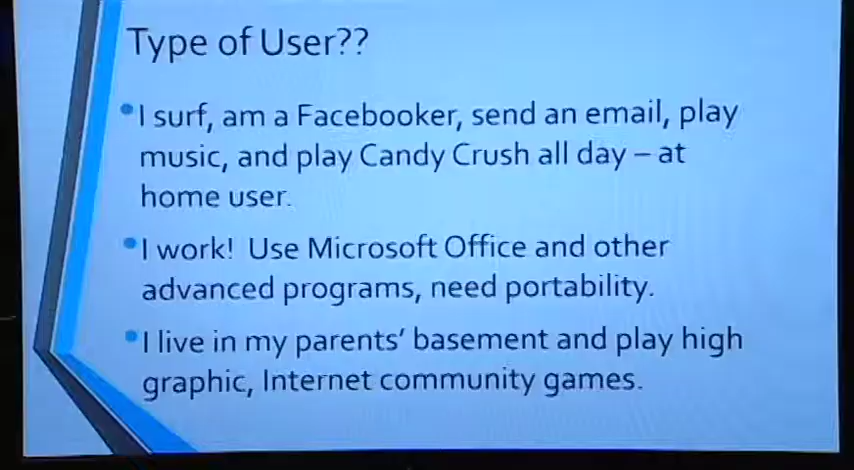 Type of User??
•I surf, am a Facebooker, send an email, play
music, and play Candy Crush all day – at
home user.
•I work!  Use Microsoft Office and other
advanced programs, need portability.
•I live in my parents' basement and play high
graphic, Internet community games.